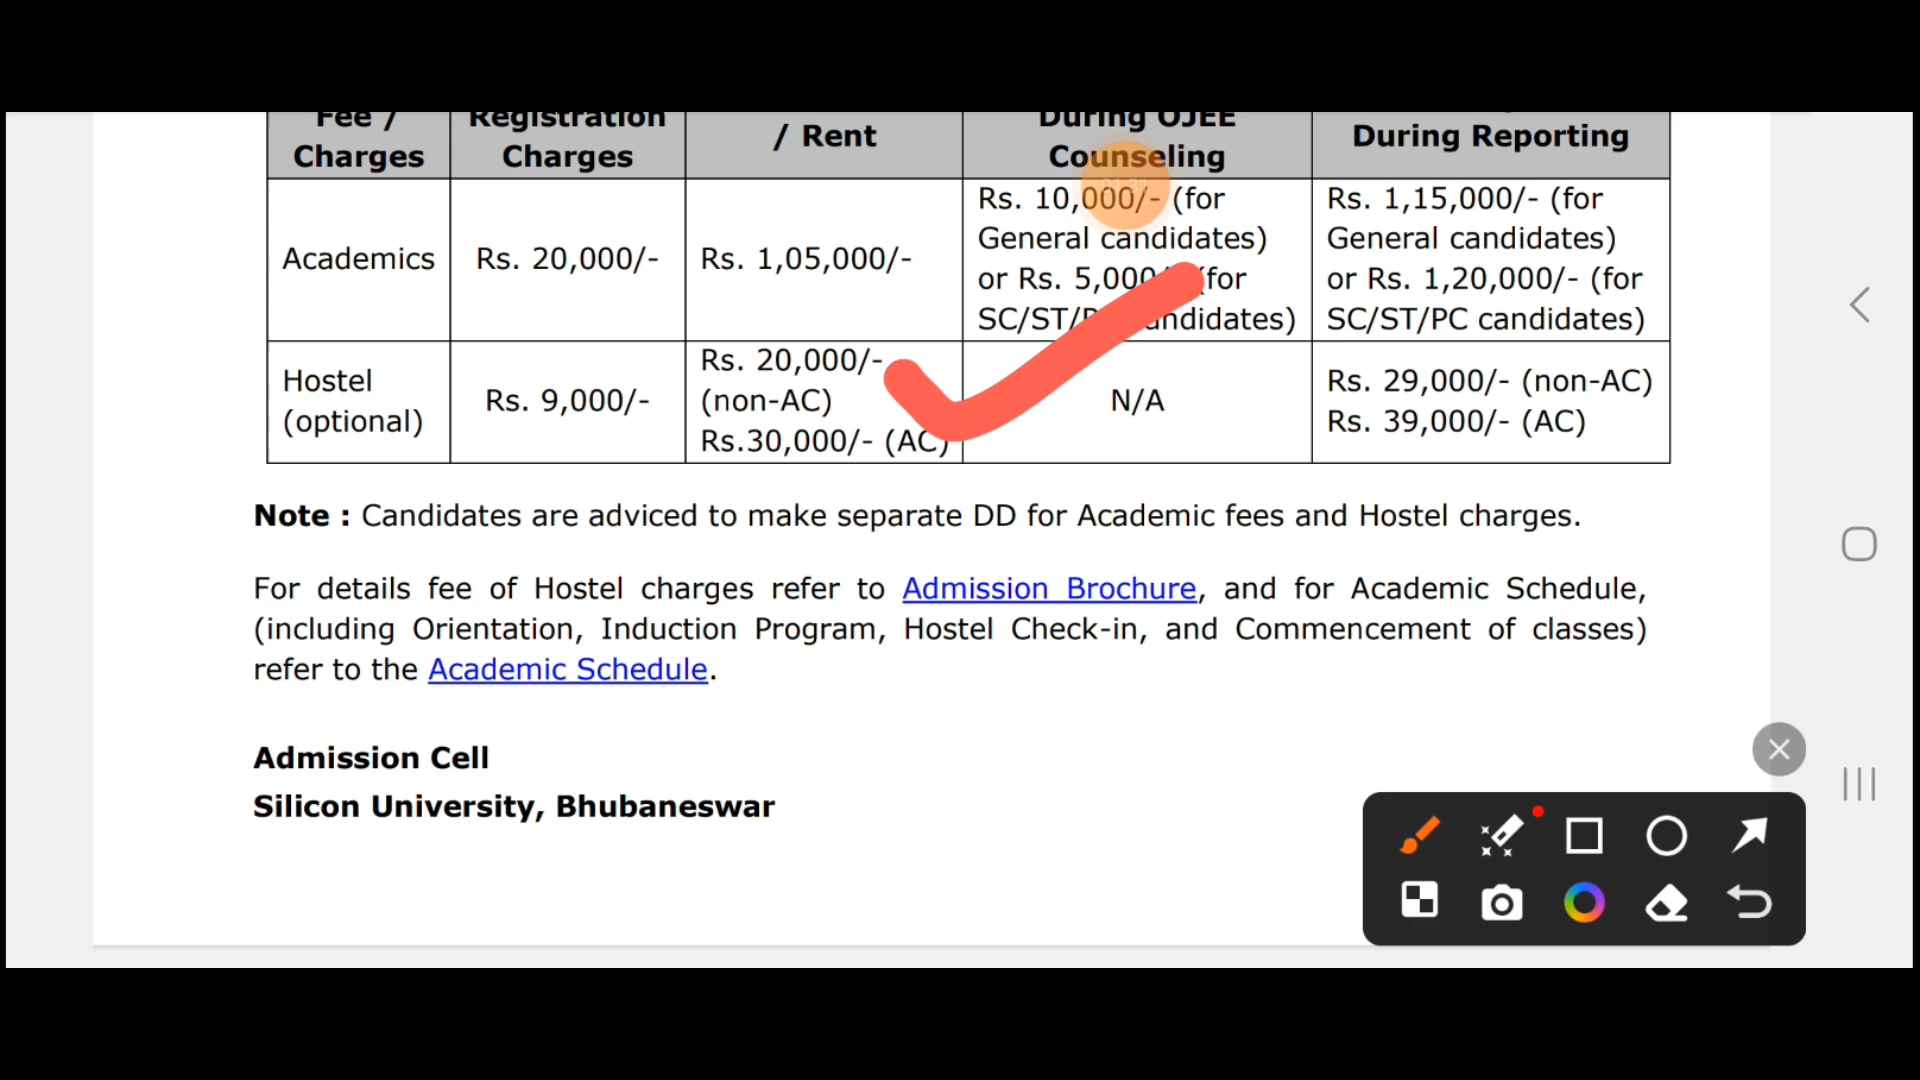 Fee /
Charges
Registration
Charges
/ Rent
During OJEE
Counseling
During Reporting
Academics
Rs. 20,000/-
Rs. 1,05,000/-
Rs. 10,000/- (for
General candidates)
or Rs. 5,000/- (for
SC/ST/PC candidates)
Rs. 1,15,000/- (for
General candidates)
or Rs. 1,20,000/- (for
SC/ST/PC candidates)
Hostel
(optional)
Rs. 9,000/-
Rs. 20,000/-
(non-AC)
Rs.30,000/- (AC)
N/A
Rs. 29,000/- (non-AC)
Rs. 39,000/- (AC)
Note : Candidates are adviced to make separate DD for Academic fees and Hostel charges.
For details fee of Hostel charges refer to Admission Brochure, and for Academic Schedule,
(including Orientation, Induction Program, Hostel Check-in, and Commencement of classes)
refer to the Academic Schedule.
Admission Cell
Silicon University, Bhubaneswar